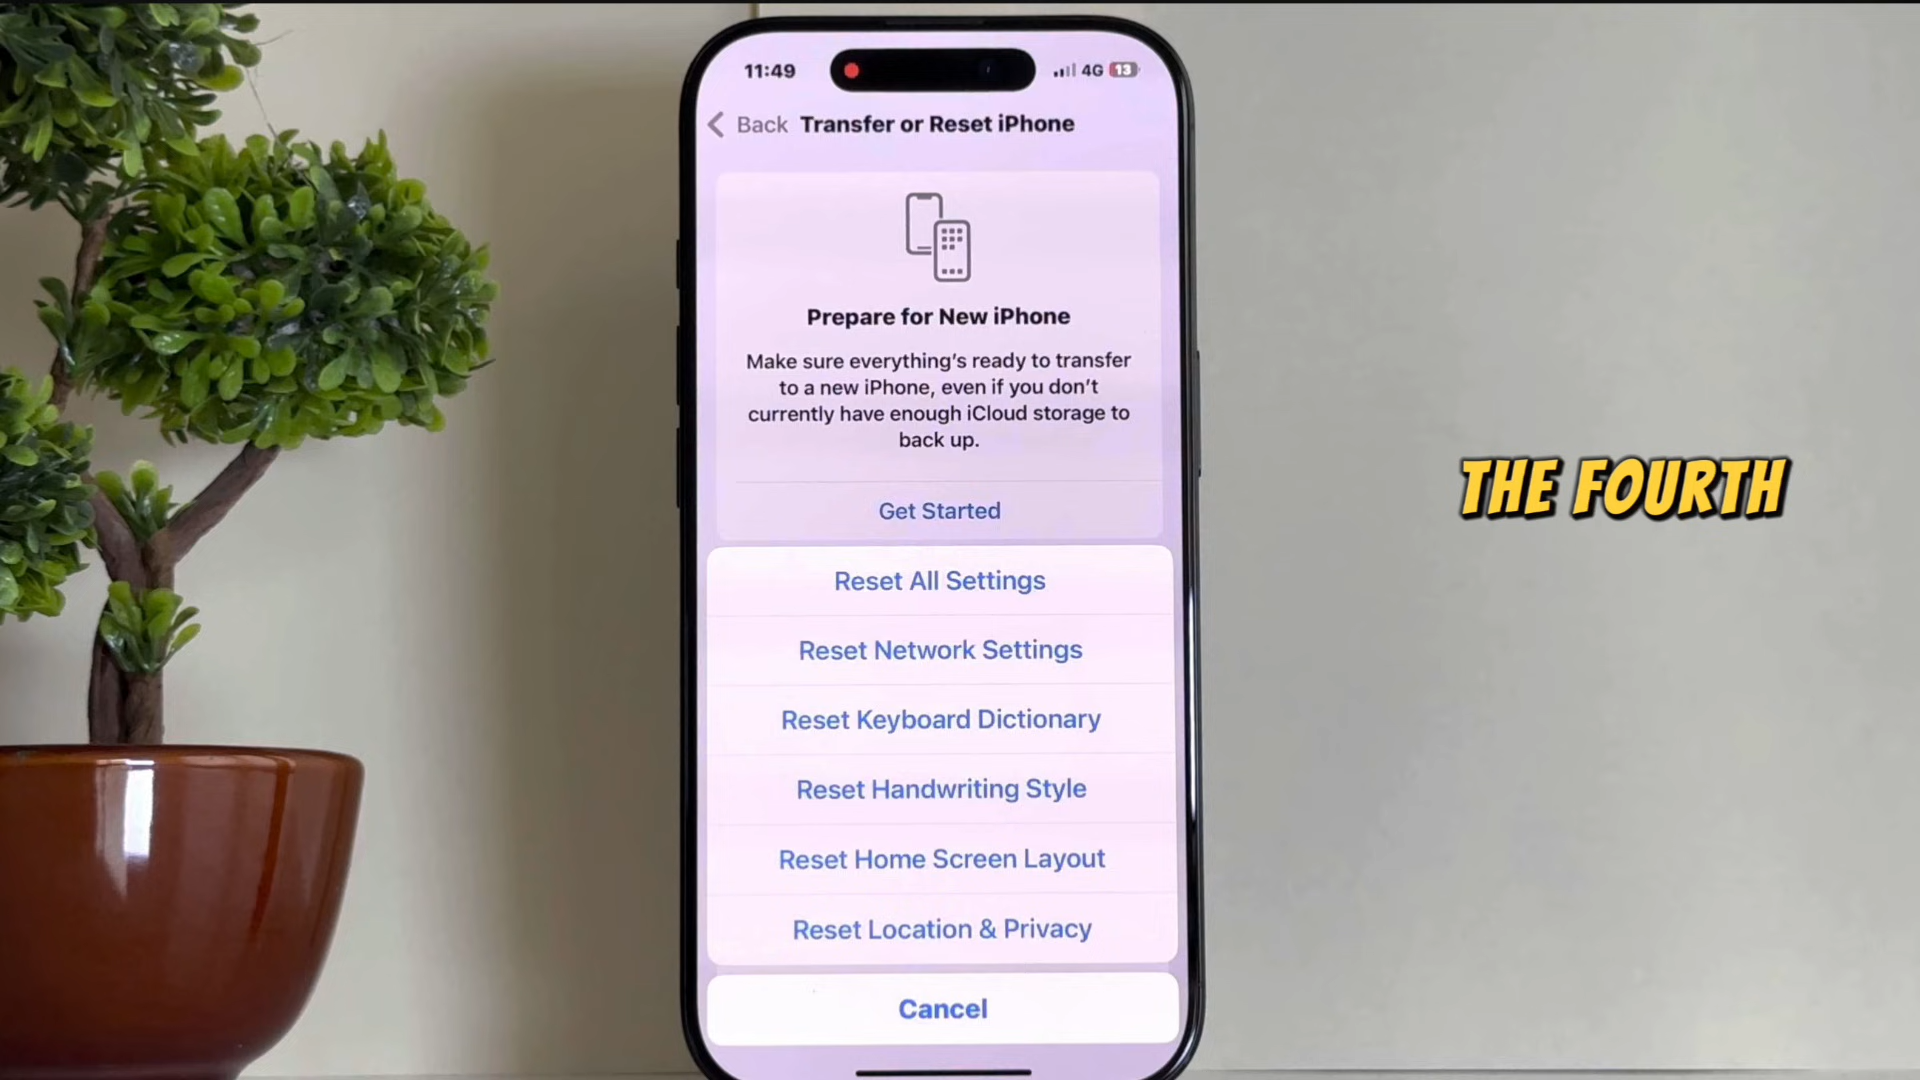 11:49
4G 13
Back Transfer or Reset iPhone
Prepare for New iPhone
Make sure everything's ready to transfer
to a new iPhone, even if you don't
currently have enough iCloud storage to
back up.
Get Started
THE FOURTH
Reset All Settings
Reset Network Settings
Reset Keyboard Dictionary
Reset Handwriting Style
Reset Home Screen Layout
Reset Location & Privacy
Cancel